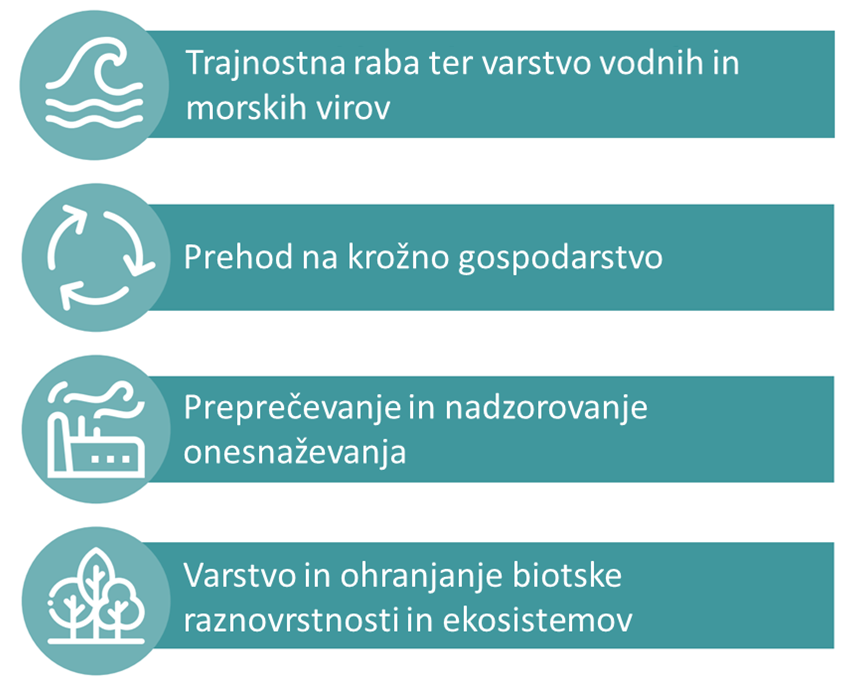 Trajnostna raba ter varstvo vodnih in
morskih virov
Prehod na krožno gospodarstvo
Preprečevanje in nadzorovanje
onesnaževanja
Varstvo in ohranjanje biotske
raznovrstnosti in ekosistemov